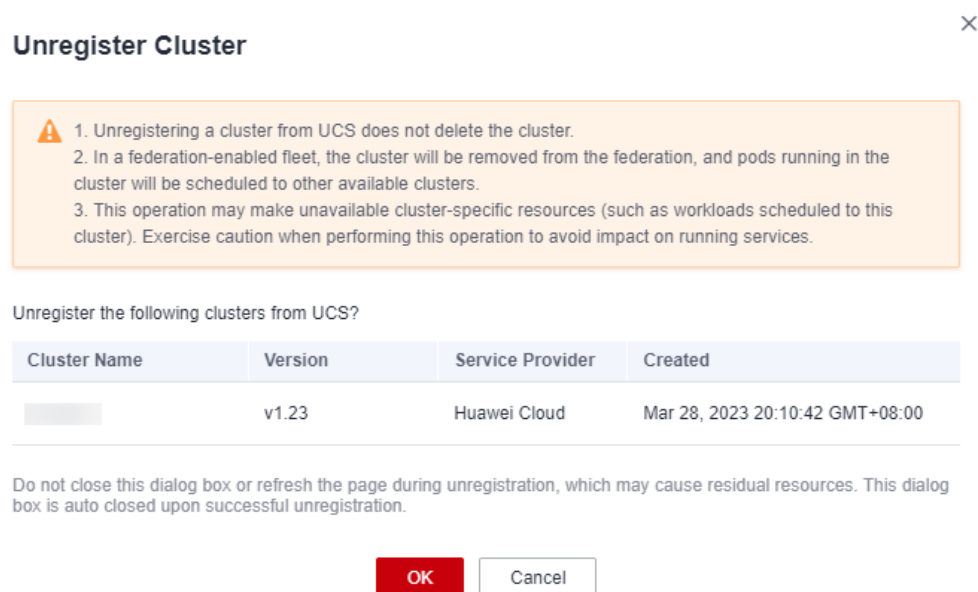 Unregister Cluster
1. Unregistering a cluster from UCS does not delete the cluster.
2. In a federation-enabled fleet, the cluster will be removed from the federation, and pods running in the
cluster will be scheduled to other available clusters.
3. This operation may make unavailable cluster-specific resources (such as workloads scheduled to this
cluster). Exercise caution when performing this operation to avoid impact on running services.
Unregister the following clusters from UCS?
Cluster Name Version Service Provider Created
v1.23 Huawei Cloud Mar 28, 2023 20:10:42 GMT+08:00
Do not close this dialog box or refresh the page during unregistration, which may cause residual resources. This dialog
box is auto closed upon successful unregistration.
OK Cancel